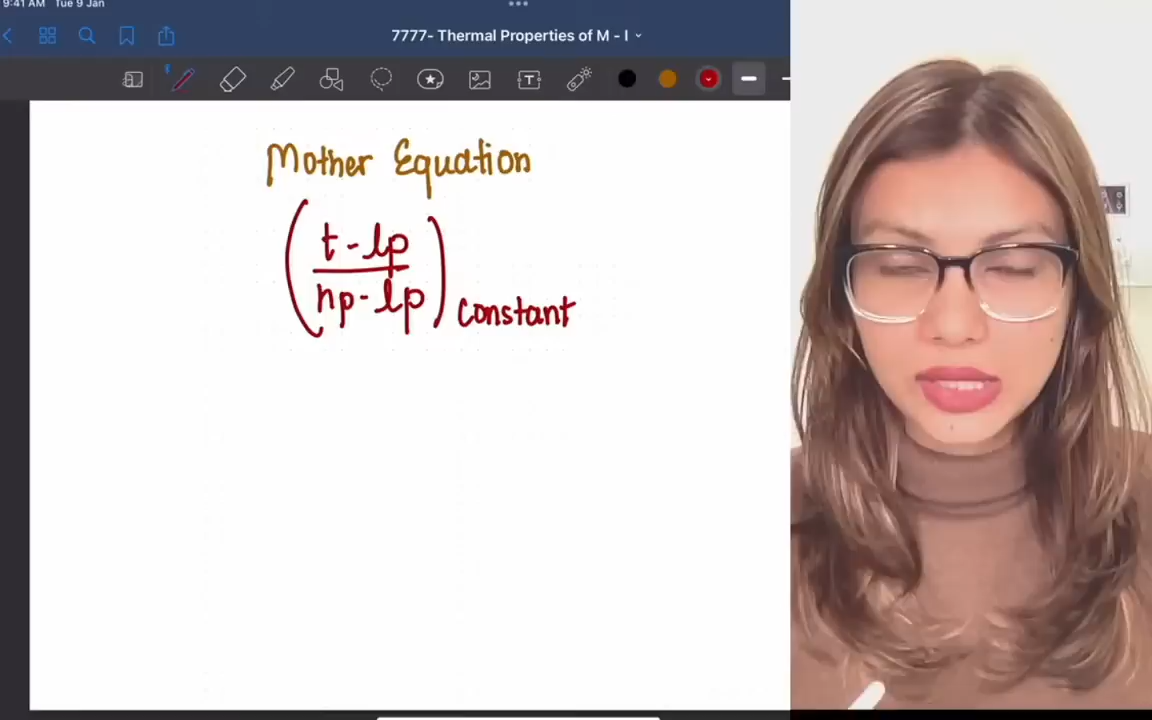 9:41 AM Tue 9 Jan
7777- Thermal Properties of M - I
T
Mother Equation
t - lp
hp - lp
Constant